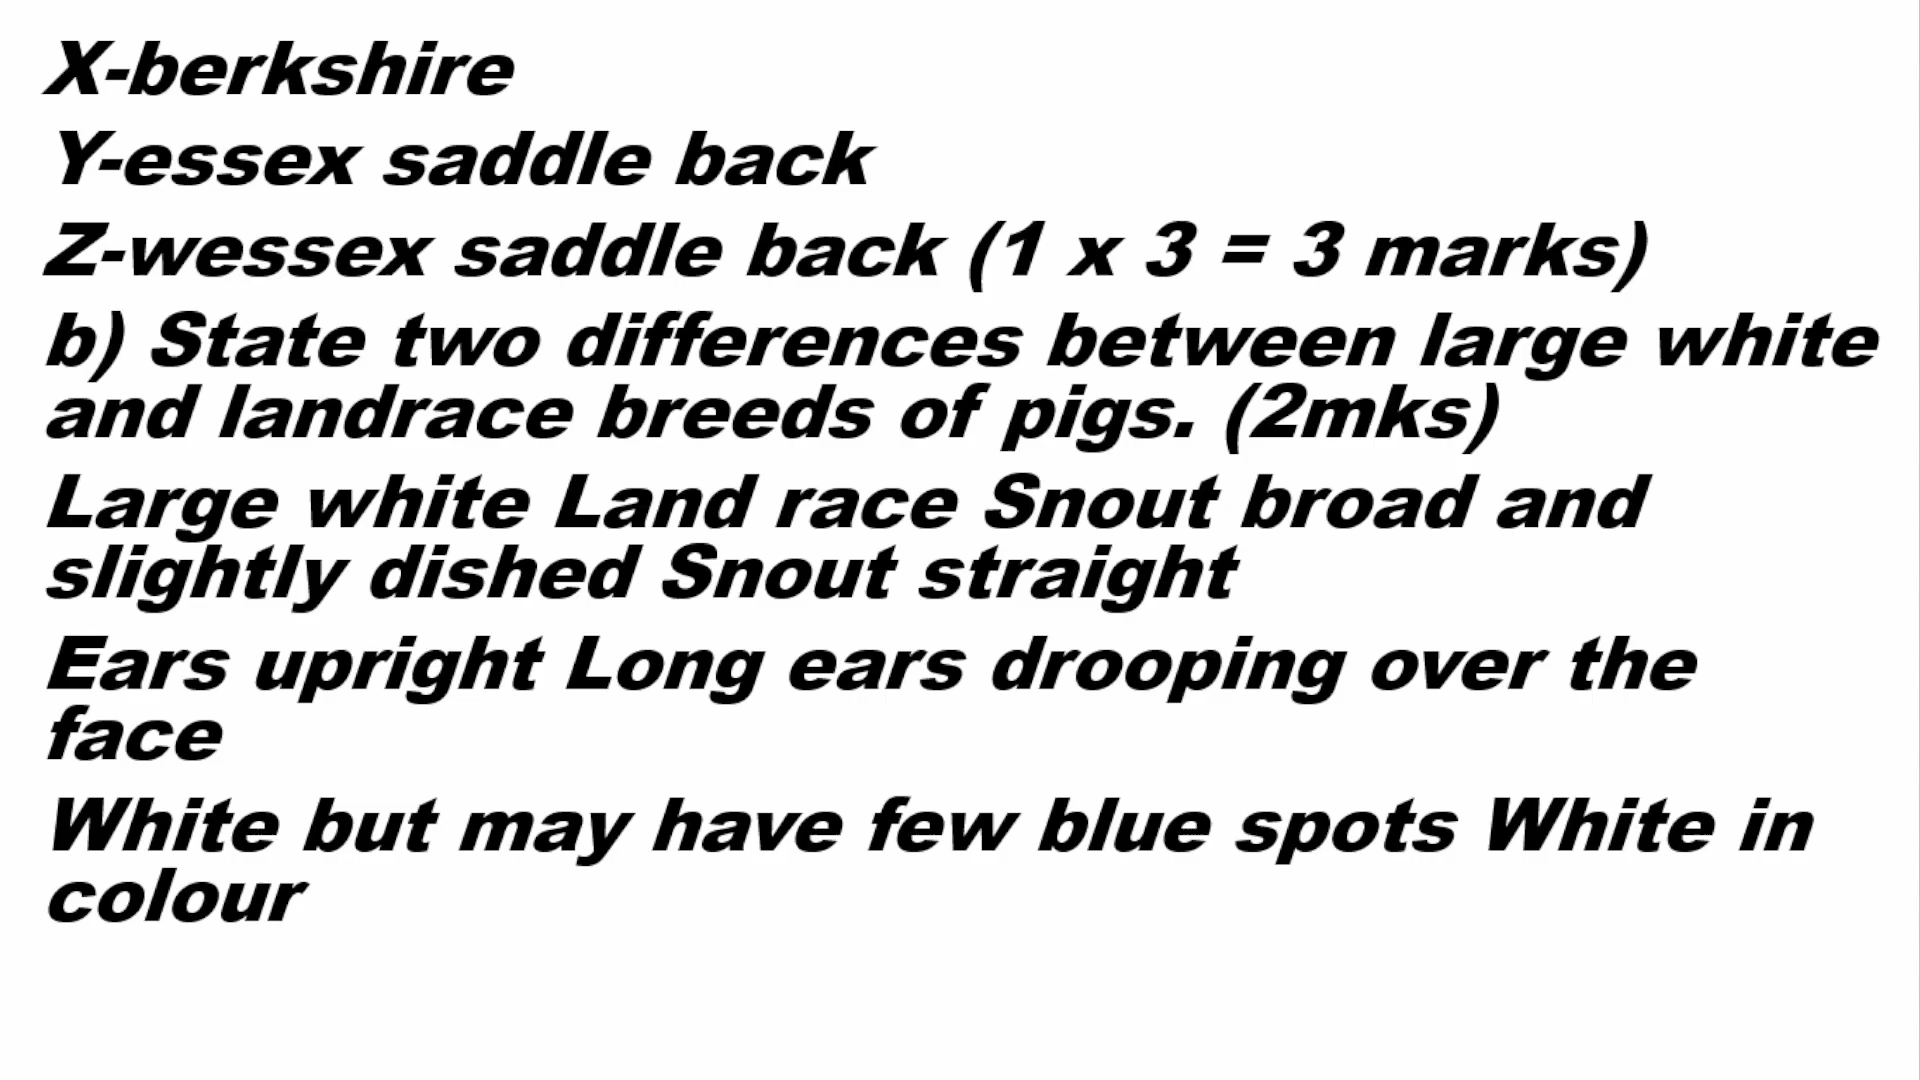 X-berkshire
Y-essex saddle back
Z-wessex saddle back (1 x 3 = 3 marks)
b) State two differences between large white
and landrace breeds of pigs. (2mks)
Large white Land race Snout broad and
slightly dished Snout straight
Ears upright Long ears drooping over the
face
White but may have few blue spots White in
colour